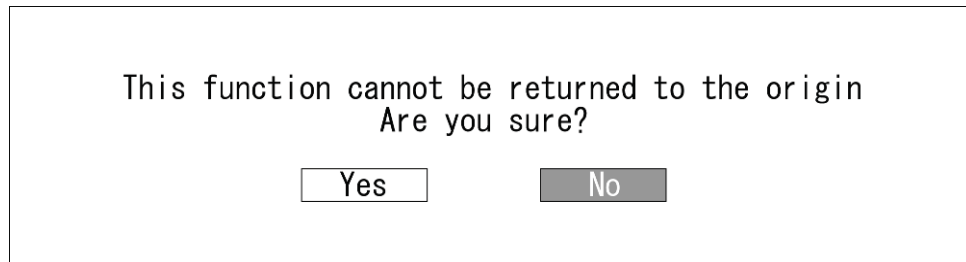 This function cannot be returned to the origin
Are you sure?
Yes No